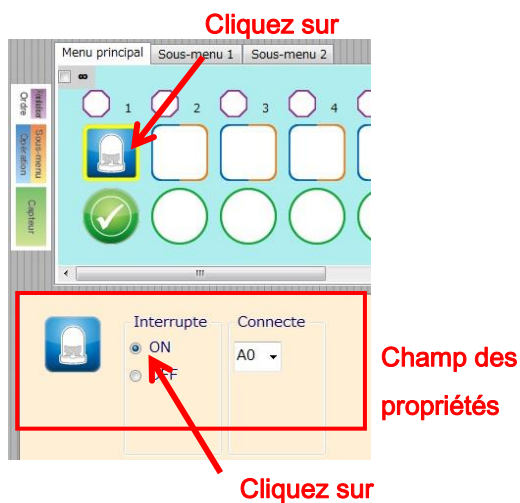 Cliquez sur
Menu principal Sous-menu 1 Sous-menu 2
∞
1 2 3 4
Ordre
Sous-menu
Opération
Capteur
Interrupte Connecte
ON
A0
OFF
Champ des
propriétés
Cliquez sur